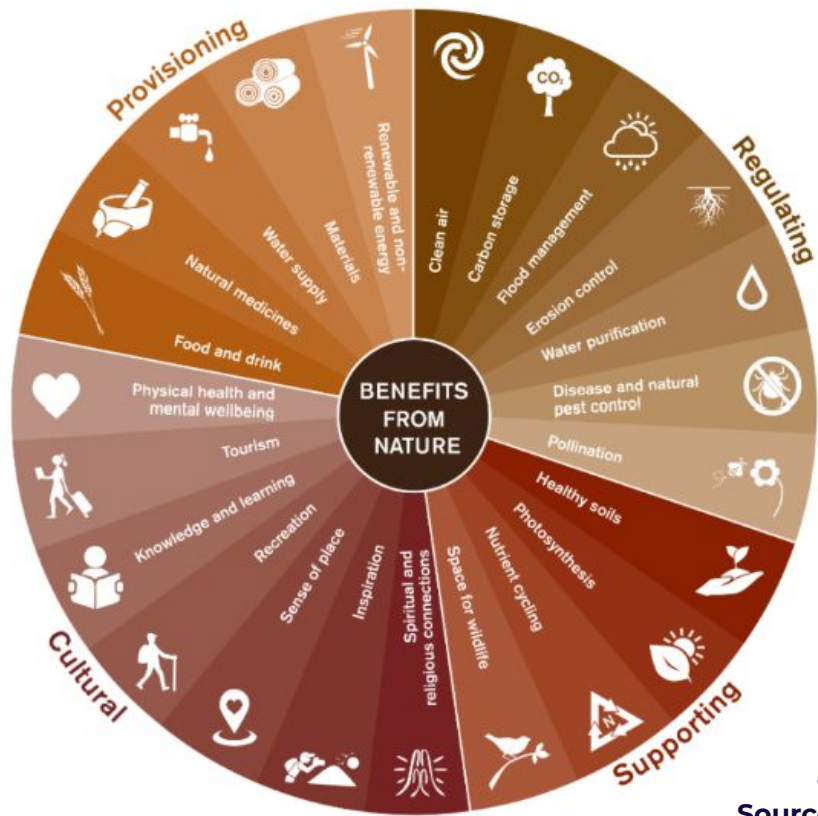 Provisioning
Renewable and non-
renewable energy
Materials
Water supply
Natural medicines
Food and drink
Regulating
CO₂
Clean air
Carbon storage
Flood management
Erosion control
Water purification
Disease and natural
pest control
Pollination
BENEFITS
FROM
NATURE
Supporting
Healthy soils
Photosynthesis
Nutrient cycling
N
Space for wildlife
Cultural
Spiritual and
religious connections
Inspiration
Sense of place
Recreation
Knowledge and learning
Tourism
Physical health and
mental wellbeing
Source